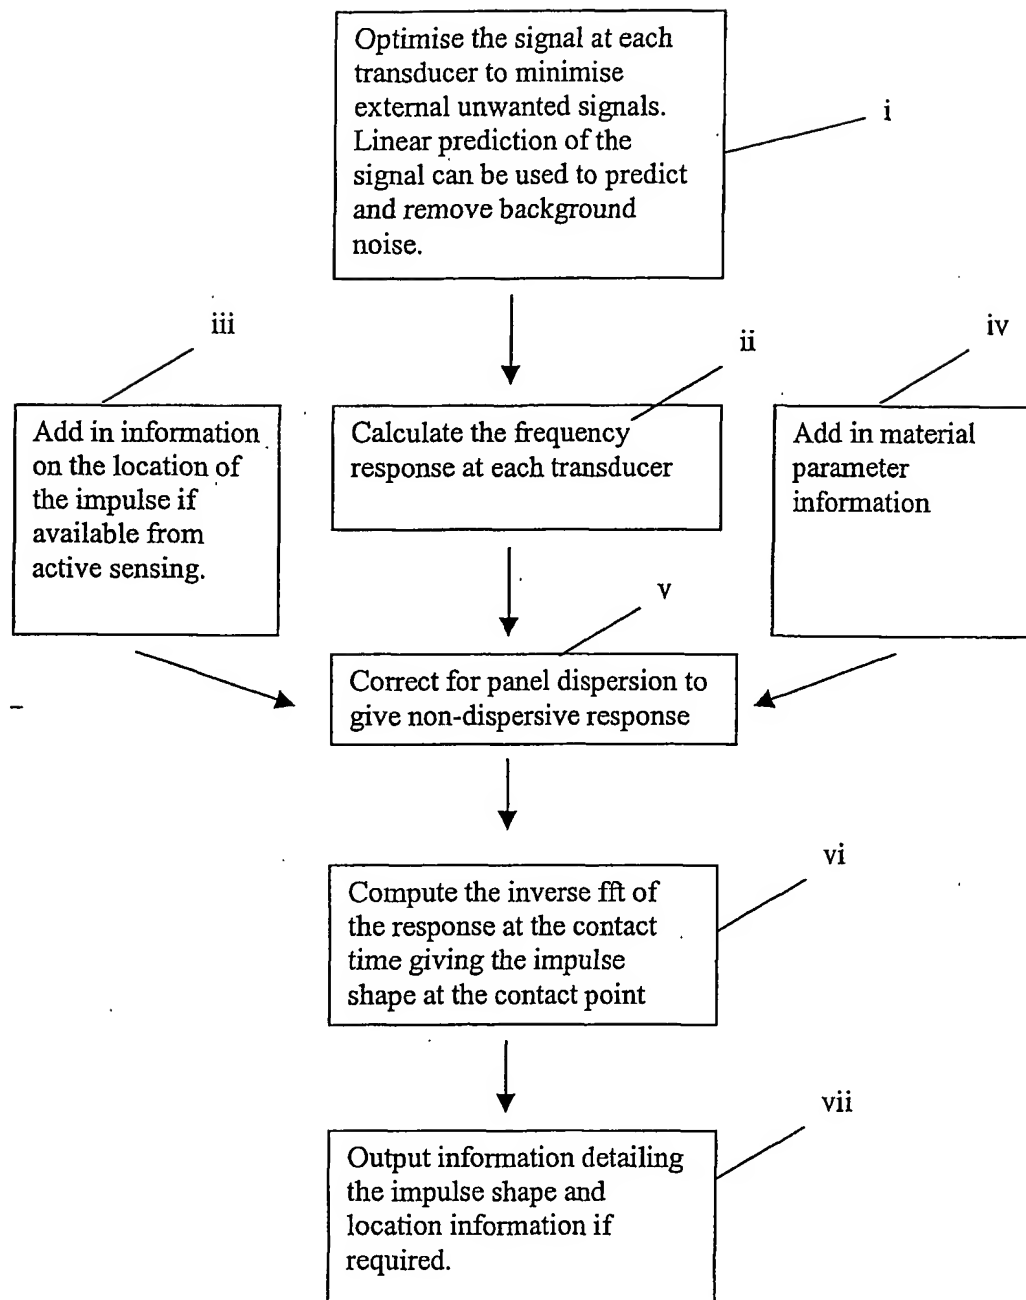 Optimise the signal at each
transducer to minimise
external unwanted signals.
Linear prediction of the
signal can be used to predict
and remove background
noise.
i
iii
ii
iv
Add in information
on the location of
the impulse if
available from
active sensing.
Calculate the frequency
response at each transducer
Add in material
parameter
information
v
Correct for panel dispersion to
give non-dispersive response
vi
Compute the inverse fft of
the response at the contact
time giving the impulse
shape at the contact point
vii
Output information detailing
the impulse shape and
location information if
required.